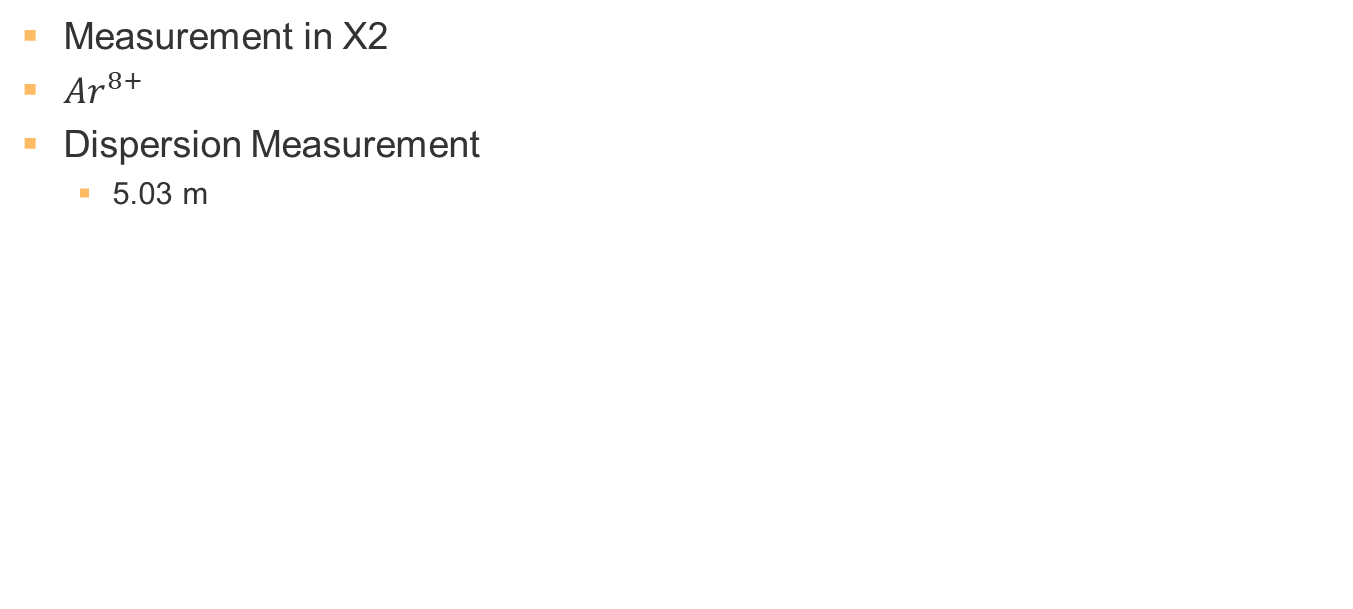 Measurement in X2
Ar⁸⁺
Dispersion Measurement
5.03 m